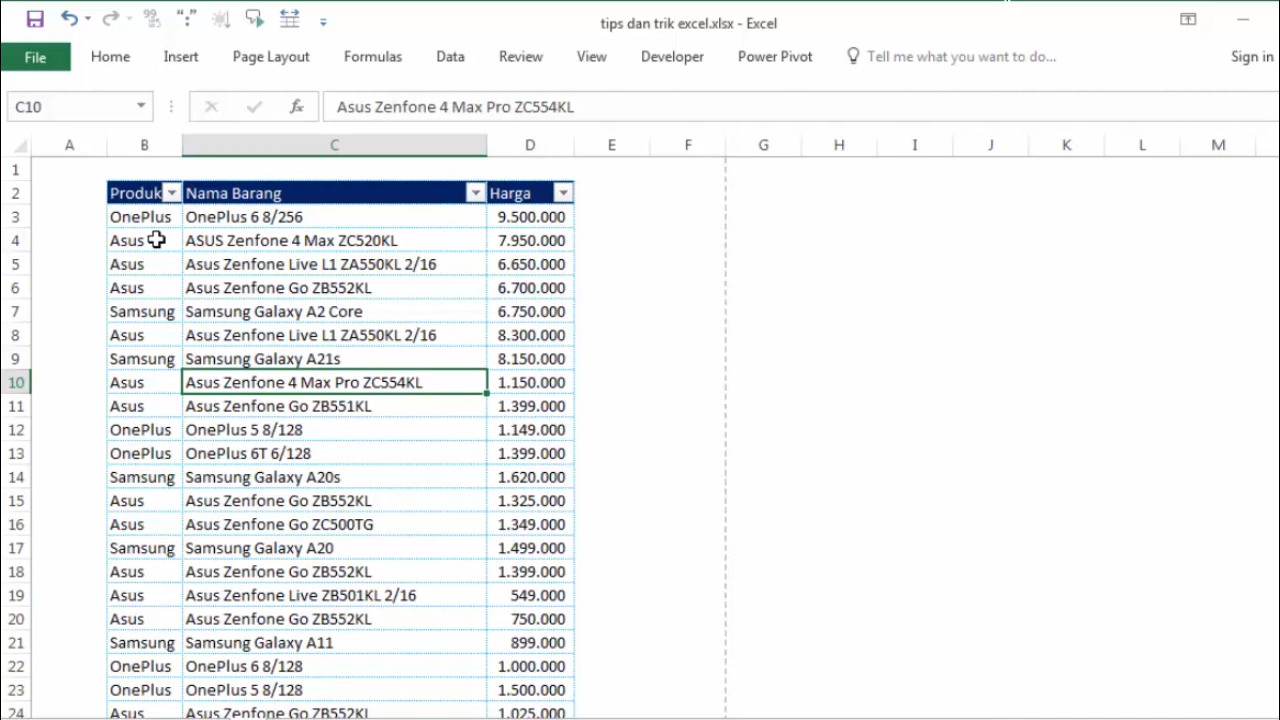 tips dan trik excel.xlsx - Excel
File Home Insert Page Layout Formulas Data Review View Developer Power Pivot Tell me what you want to do... Sign in
C10 fx Asus Zenfone 4 Max Pro ZC554KL
A B C D E F G H I J K L M
1
2 Produk Nama Barang Harga
3 OnePlus OnePlus 6 8/256 9.500.000
4 Asus ASUS Zenfone 4 Max ZC520KL 7.950.000
5 Asus Asus Zenfone Live L1 ZA550KL 2/16 6.650.000
6 Asus Asus Zenfone Go ZB552KL 6.700.000
7 Samsung Samsung Galaxy A2 Core 6.750.000
8 Asus Asus Zenfone Live L1 ZA550KL 2/16 8.300.000
9 Samsung Samsung Galaxy A21s 8.150.000
10 Asus Asus Zenfone 4 Max Pro ZC554KL 1.150.000
11 Asus Asus Zenfone Go ZB551KL 1.399.000
12 OnePlus OnePlus 5 8/128 1.149.000
13 OnePlus OnePlus 6T 6/128 1.399.000
14 Samsung Samsung Galaxy A20s 1.620.000
15 Asus Asus Zenfone Go ZB552KL 1.325.000
16 Asus Asus Zenfone Go ZC500TG 1.349.000
17 Samsung Samsung Galaxy A20 1.499.000
18 Asus Asus Zenfone Go ZB552KL 1.399.000
19 Asus Asus Zenfone Live ZB501KL 2/16 549.000
20 Asus Asus Zenfone Go ZB552KL 750.000
21 Samsung Samsung Galaxy A11 899.000
22 OnePlus OnePlus 6 8/128 1.000.000
23 OnePlus OnePlus 5 8/128 1.500.000
24 Asus Asus Zenfone Go ZB552KL 1.025.000